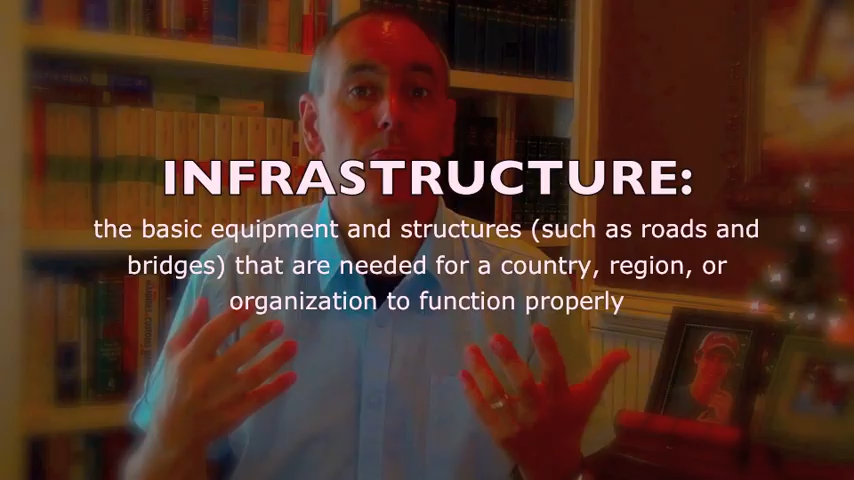 INFRASTRUCTURE:
the basic equipment and structures (such as roads and
bridges) that are needed for a country, region, or
organization to function properly